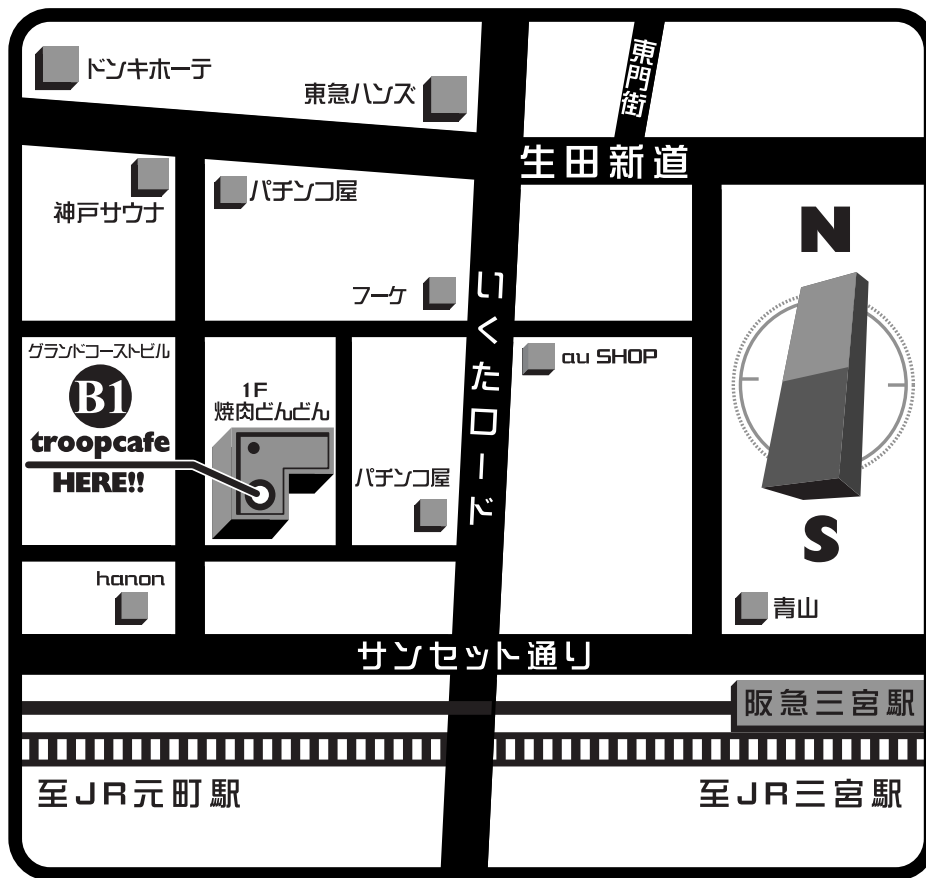 ドンキホーテ
東急ハンズ
東門街
生田新道
神戸サウナ
パチンコ屋
N
フーケ
いくたロード
グランドコーストビル
B1
troopcafe
HERE!!
1F
焼肉どんどん
au SHOP
パチンコ屋
S
hanon
青山
サンセット通り
阪急三宮駅
至JR元町駅
至JR三宮駅